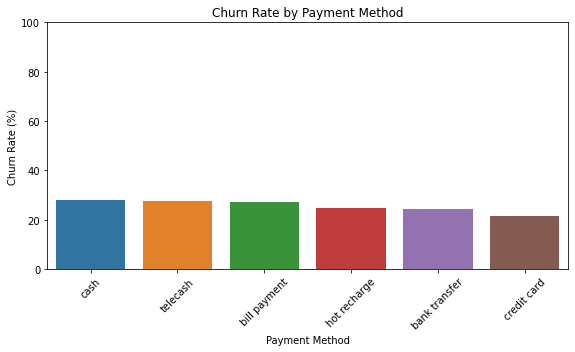 Churn Rate by Payment Method
100
80
60
40
20
0
Churn Rate (%)
cash
telecash
bill payment
hot recharge
bank transfer
credit card
Payment Method